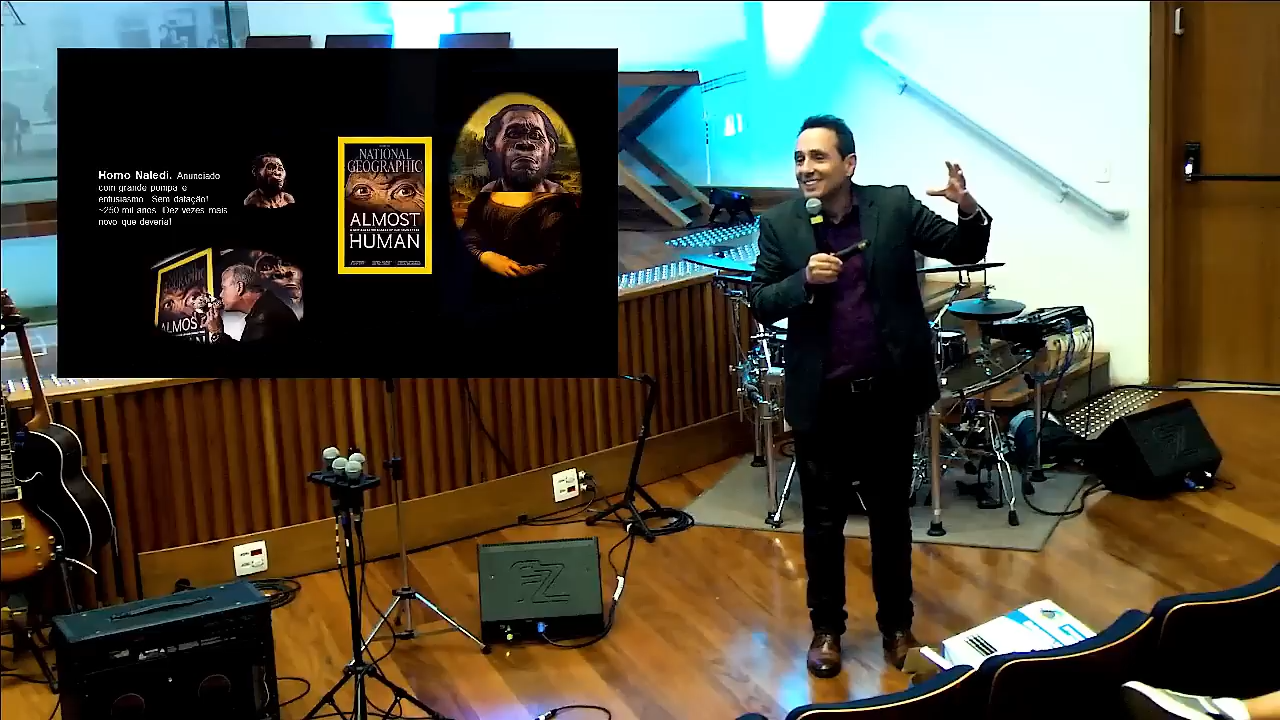 Homo Naledi. Anunciado
com grande pompa e
entusiasmo. Sem datação!
~250 mil anos. Dez vezes mais
novo que deveria!
NATIONAL
GEOGRAPHIC
ALMOST
HUMAN
ALMOS